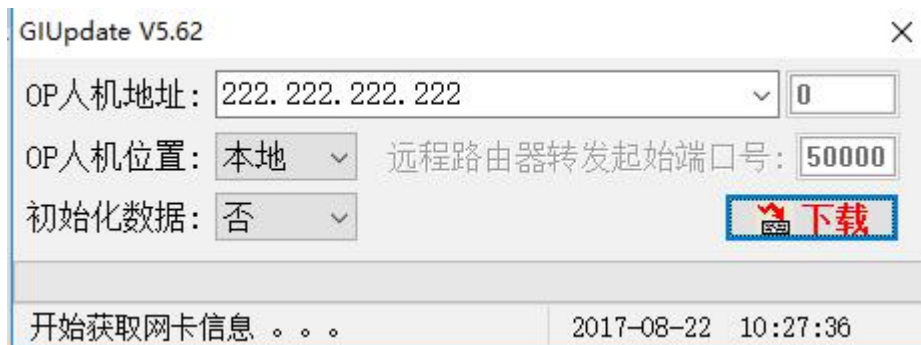 GIUpdate V5.62
OP人机地址: 222.222.222.222 0
OP人机位置: 本地 远程路由器转发起始端口号: 50000
初始化数据: 否 下载
开始获取网卡信息 。。。 2017-08-22 10:27:36